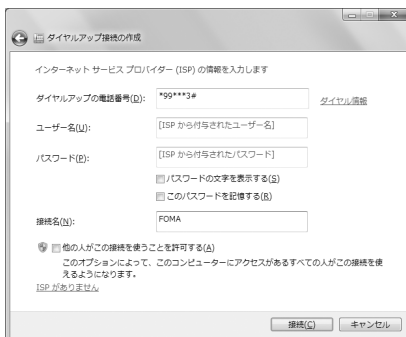 ダイヤルアップ接続の作成
インターネット サービス プロバイダー (ISP) の情報を入力します
ダイヤルアップの電話番号(D): *99***3# ダイヤル情報
ユーザー名(U): [ISP から付与されたユーザー名]
パスワード(P): [ISP から付与されたパスワード]
パスワードの文字を表示する(S)
このパスワードを記憶する(R)
接続名(N): FOMA
他の人がこの接続を使うことを許可する(A)
このオプションによって、このコンピューターにアクセスがあるすべての人がこの接続を使
えるようになります。
ISP がありません
接続(C) キャンセル